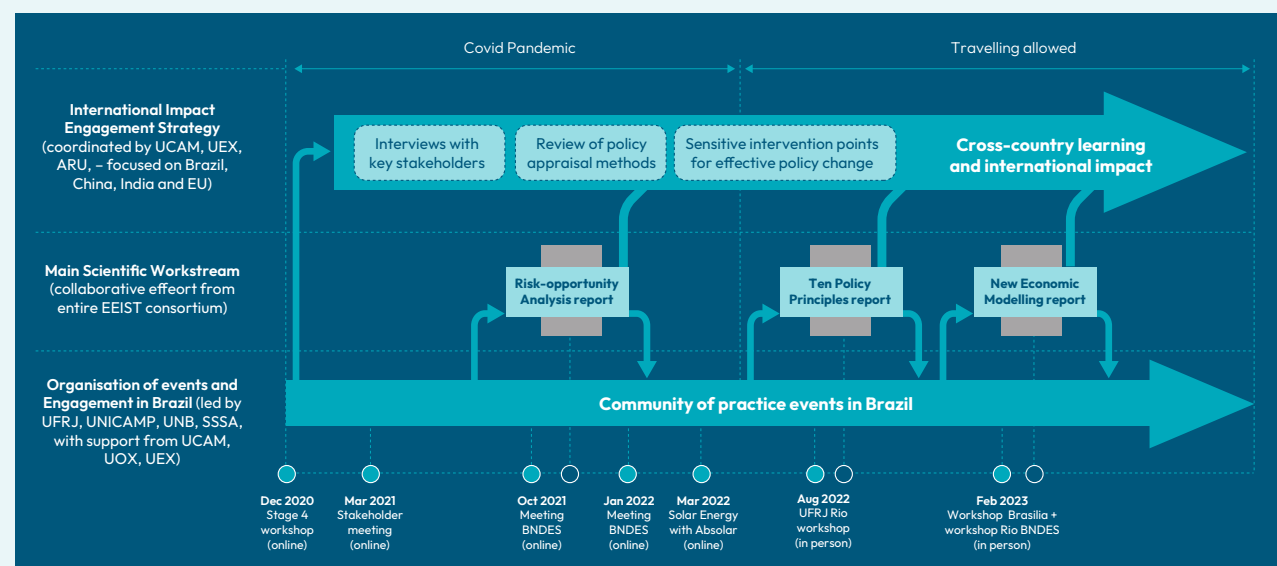 Covid Pandemic
Travelling allowed
International Impact
Engagement Strategy
(coordinated by UCAM, UEX,
ARU, – focused on Brazil,
China, India and EU)
Interviews with
key stakeholders
Review of policy
appraisal methods
Sensitive intervention points
for effective policy change
Cross-country learning
and international impact
Main Scientific Workstream
(collaborative effeort from
entire EEIST consortium)
Risk-opportunity
Analysis report
Ten Policy
Principles report
New Economic
Modelling report
Organisation of events and
Engagement in Brazil (led by
UFRJ, UNICAMP, UNB, SSSA,
with support from UCAM,
UOX, UEX)
Community of practice events in Brazil
Dec 2020
Stage 4
workshop
(online)
Mar 2021
Stakeholder
meeting
(online)
Oct 2021
Meeting
BNDES
(online)
Jan 2022
Meeting
BNDES
(online)
Mar 2022
Solar Energy
with Absolar
(online)
Aug 2022
UFRJ Rio
workshop
(in person)
Feb 2023
Workshop Brasilia +
workshop Rio BNDES
(in person)